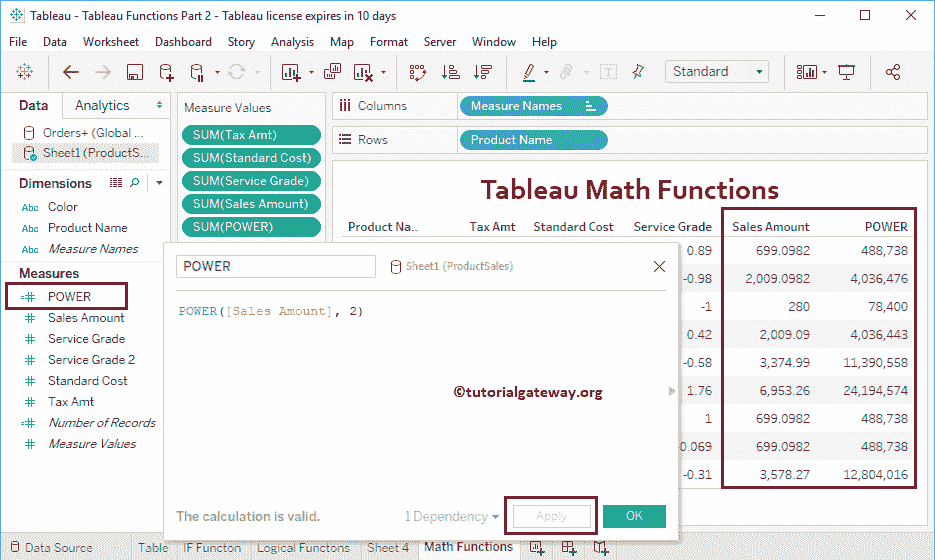 Tableau - Tableau Functions Part 2 - Tableau license expires in 10 days
File Data Worksheet Dashboard Story Analysis Map Format Server Window Help
Standard
Data Analytics
Orders+ (Global ...
Sheet1 (ProductS...
Dimensions
Abc Color
Abc Product Name
Abc Measure Names
Measures
POWER
Sales Amount
Service Grade
Service Grade 2
Standard Cost
Tax Amt
Number of Records
Measure Values
Measure Values
SUM(Tax Amt)
SUM(Standard Cost)
SUM(Service Grade)
SUM(Sales Amount)
SUM(POWER)
Columns Measure Names
Rows Product Name
Tableau Math Functions
Product Na.. Tax Amt Standard Cost Service Grade Sales Amount POWER
0.89 699.0982 488,738
-0.98 2,009.0982 4,036,476
-1 280 78,400
0.42 2,009.09 4,036,443
-0.58 3,374.99 11,390,558
1.76 6,953.26 24,194,574
1 699.0982 488,738
0.069 699.0982 488,738
-0.31 3,578.27 12,804,016
POWER Sheet1 (ProductSales)
POWER([Sales Amount], 2)
©tutorialgateway.org
The calculation is valid. 1 Dependency Apply OK
Data Source Table IF Functon Logical Functons Sheet 4 Math Functions